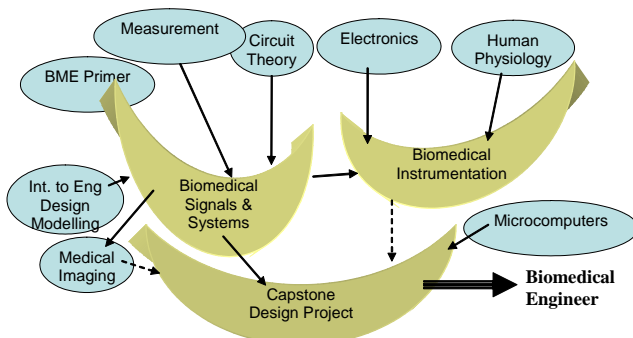 Measurement
Circuit
Theory
Electronics
Human
Physiology
BME Primer
Biomedical
Instrumentation
Int. to Eng
Design
Modelling
Biomedical
Signals &
Systems
Microcomputers
Medical
Imaging
Capstone
Design Project
Biomedical
Engineer